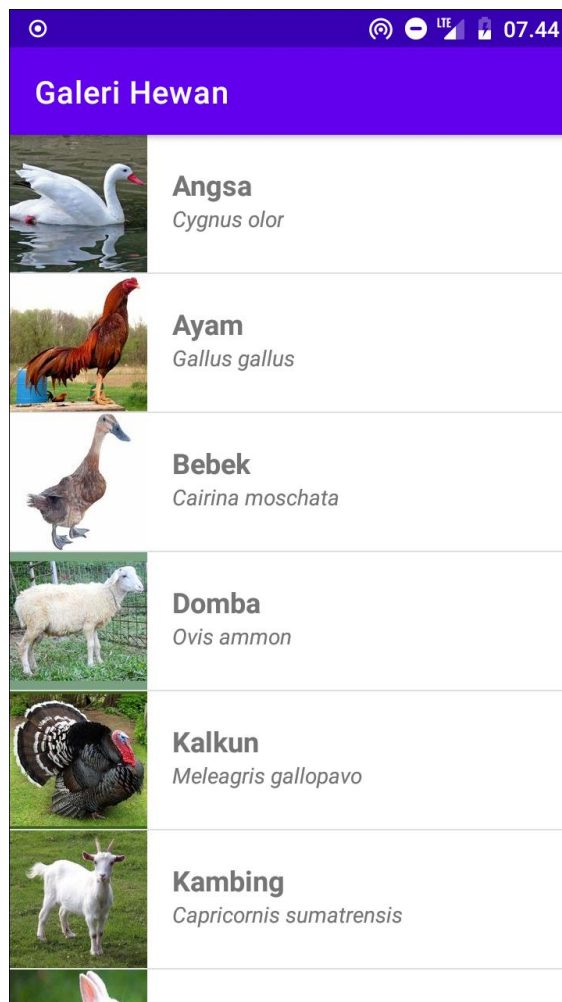 LTE 07.44
Galeri Hewan
Angsa
Cygnus olor
Ayam
Gallus gallus
Bebek
Cairina moschata
Domba
Ovis ammon
Kalkun
Meleagris gallopavo
Kambing
Capricornis sumatrensis